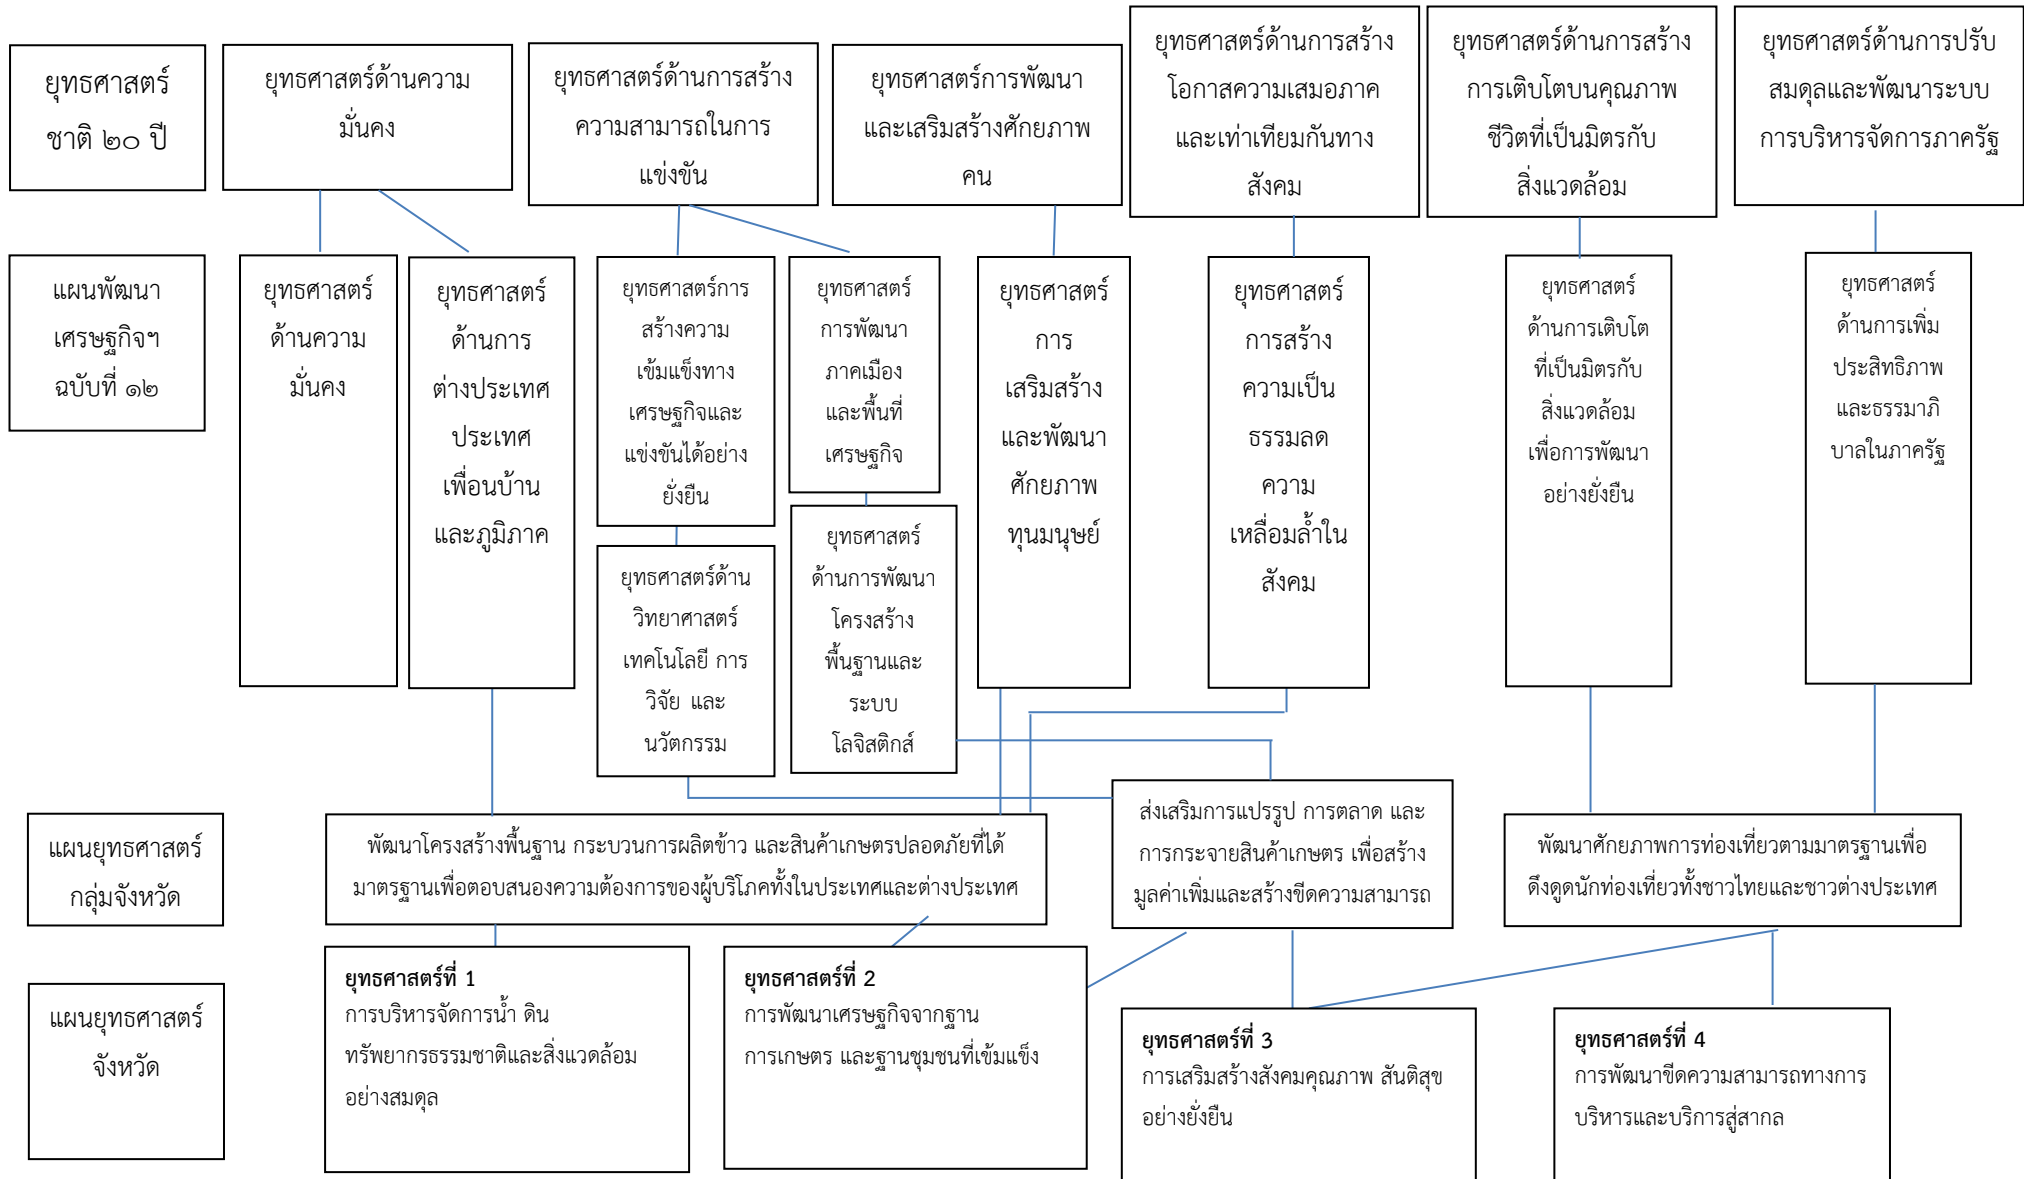 ยุทธศาสตร์
ชาติ ๒๐ ปี
ยุทธศาสตร์ด้านความ
มั่นคง
ยุทธศาสตร์ด้านการสร้าง
ความสามารถในการ
แข่งขัน
ยุทธศาสตร์การพัฒนา
และเสริมสร้างศักยภาพ
คน
ยุทธศาสตร์ด้านการสร้าง
โอกาสความเสมอภาค
และเท่าเทียมกันทาง
สังคม
ยุทธศาสตร์ด้านการสร้าง
การเติบโตบนคุณภาพ
ชีวิตที่เป็นมิตรกับ
สิ่งแวดล้อม
ยุทธศาสตร์ด้านการปรับ
สมดุลและพัฒนาระบบ
การบริหารจัดการภาครัฐ
แผนพัฒนา
เศรษฐกิจฯ
ฉบับที่ ๑๒
ยุทธศาสตร์
ด้านความ
มั่นคง
ยุทธศาสตร์
ด้านการ
ต่างประเทศ
ประเทศ
เพื่อนบ้าน
และภูมิภาค
ยุทธศาสตร์การ
สร้างความ
เข้มแข็งทาง
เศรษฐกิจและ
แข่งขันได้อย่าง
ยั่งยืน
ยุทธศาสตร์
การพัฒนา
ภาคเมือง
และพื้นที่
เศรษฐกิจ
ยุทธศาสตร์
การ
เสริมสร้าง
และพัฒนา
ศักยภาพ
ทุนมนุษย์
ยุทธศาสตร์
การสร้าง
ความเป็น
ธรรมลด
ความ
เหลื่อมล้ำใน
สังคม
ยุทธศาสตร์
ด้านการเติบโต
ที่เป็นมิตรกับ
สิ่งแวดล้อม
เพื่อการพัฒนา
อย่างยั่งยืน
ยุทธศาสตร์
ด้านการเพิ่ม
ประสิทธิภาพ
และธรรมาภิ
บาลในภาครัฐ
ยุทธศาสตร์ด้าน
วิทยาศาสตร์
เทคโนโลยี การ
วิจัย และ
นวัตกรรม
ยุทธศาสตร์
ด้านการพัฒนา
โครงสร้าง
พื้นฐานและ
ระบบ
โลจิสติกส์
แผนยุทธศาสตร์
กลุ่มจังหวัด
พัฒนาโครงสร้างพื้นฐาน กระบวนการผลิตข้าว และสินค้าเกษตรปลอดภัยที่ได้
มาตรฐานเพื่อตอบสนองความต้องการของผู้บริโภคทั้งในประเทศและต่างประเทศ
ส่งเสริมการแปรรูป การตลาด และ
การกระจายสินค้าเกษตร เพื่อสร้าง
มูลค่าเพิ่มและสร้างขีดความสามารถ
พัฒนาศักยภาพการท่องเที่ยวตามมาตรฐานเพื่อ
ดึงดูดนักท่องเที่ยวทั้งชาวไทยและชาวต่างประเทศ
แผนยุทธศาสตร์
จังหวัด
ยุทธศาสตร์ที่ 1
การบริหารจัดการน้ำ ดิน
ทรัพยากรธรรมชาติและสิ่งแวดล้อม
อย่างสมดุล
ยุทธศาสตร์ที่ 2
การพัฒนาเศรษฐกิจจากฐาน
การเกษตร และฐานชุมชนที่เข้มแข็ง
ยุทธศาสตร์ที่ 3
การเสริมสร้างสังคมคุณภาพ สันติสุข
อย่างยั่งยืน
ยุทธศาสตร์ที่ 4
การพัฒนาขีดความสามารถทางการ
บริหารและบริการสู่สากล